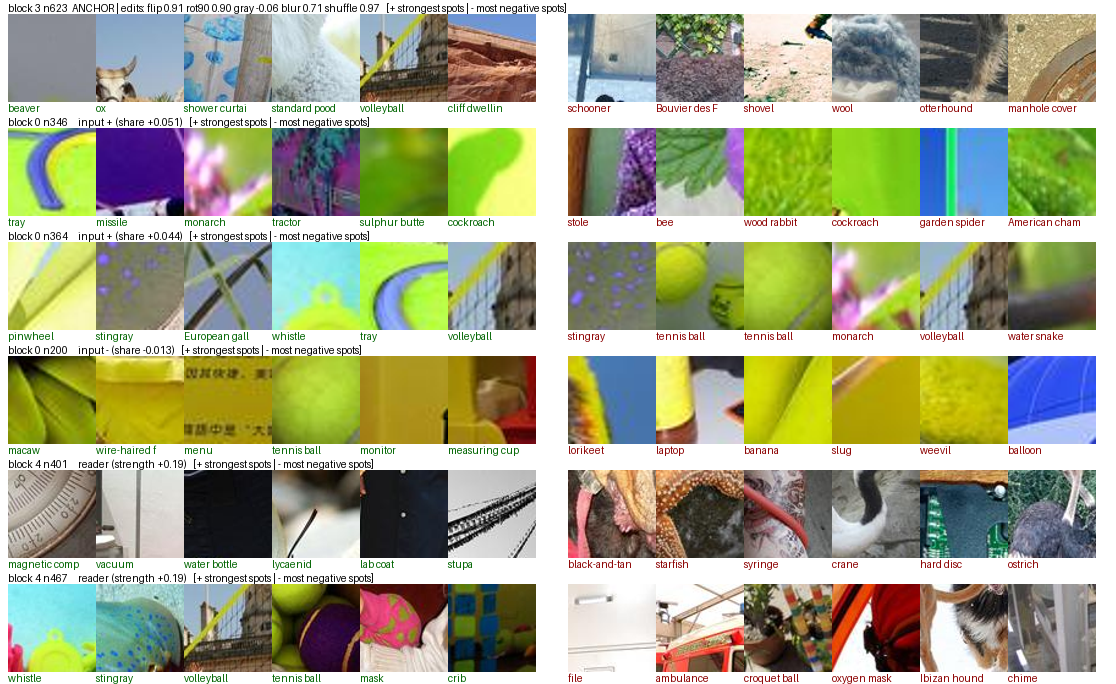 block 3 n623 ANCHOR | edits: flip 0.91 rot90 0.90 gray -0.06 blur 0.71 shuffle 0.97 [+ strongest spots | - most negative spots]
beaver ox shower curtai standard pood volleyball cliff dwellin schooner Bouvier des F shovel wool otterhound manhole cover
block 0 n346 input + (share +0.051) [+ strongest spots | - most negative spots]
tray missile monarch tractor sulphur butte cockroach stole bee wood rabbit cockroach garden spider American cham
block 0 n364 input + (share +0.044) [+ strongest spots | - most negative spots]
pinwheel stingray European gall whistle tray volleyball stingray tennis ball tennis ball monarch volleyball water snake
block 0 n200 input - (share -0.013) [+ strongest spots | - most negative spots]
macaw wire-haired f menu tennis ball monitor measuring cup lorikeet laptop banana slug weevil balloon
block 4 n401 reader (strength +0.19) [+ strongest spots | - most negative spots]
magnetic comp vacuum water bottle lycaenid lab coat stupa black-and-tan starfish syringe crane hard disc ostrich
block 4 n467 reader (strength +0.19) [+ strongest spots | - most negative spots]
whistle stingray volleyball tennis ball mask crib file ambulance croquet ball oxygen mask Ibizan hound chime